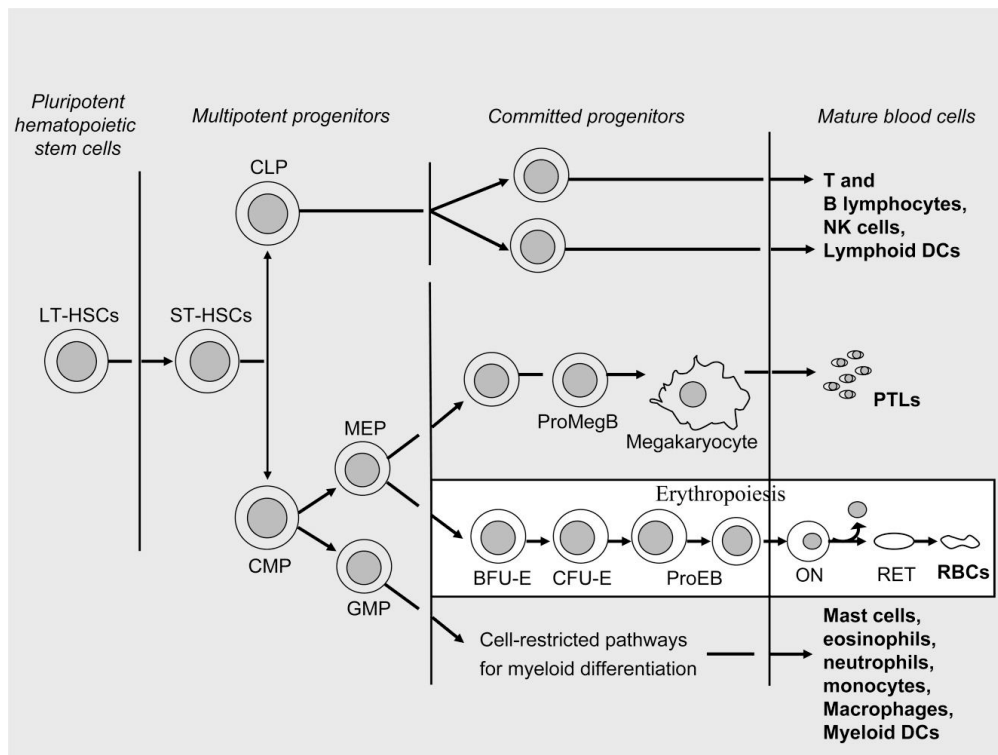 Pluripotent
hematopoietic
stem cells
Multipotent progenitors
Committed progenitors
Mature blood cells
CLP
T and
B lymphocytes,
NK cells,
Lymphoid DCs
LT-HSCs
ST-HSCs
ProMegB
Megakaryocyte
PTLs
MEP
CMP
GMP
Erythropoiesis
BFU-E
CFU-E
ProEB
ON
RET
RBCs
Cell-restricted pathways
for myeloid differentiation
Mast cells,
eosinophils,
neutrophils,
monocytes,
Macrophages,
Myeloid DCs